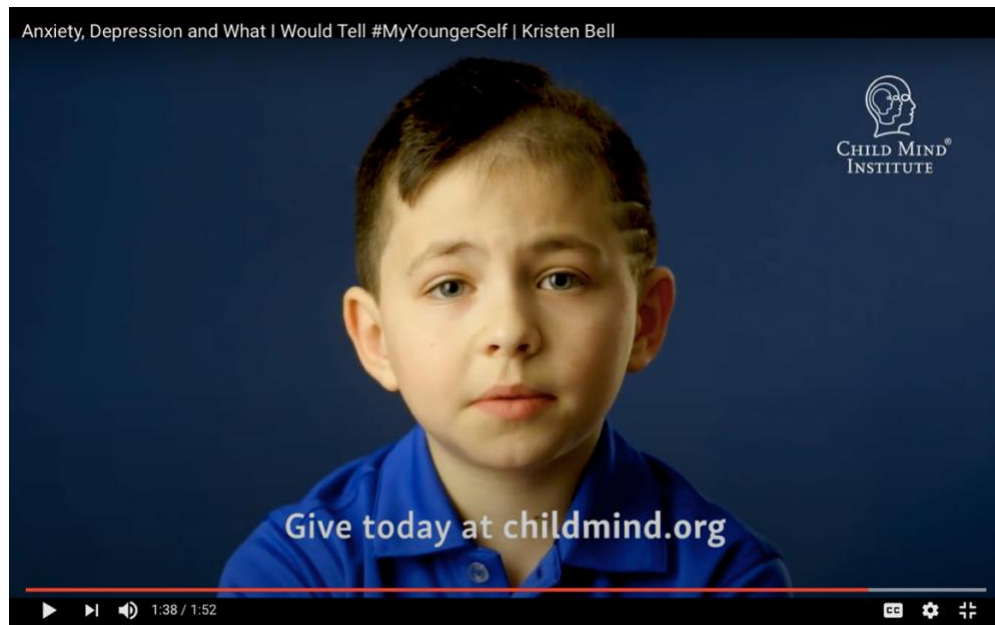 Anxiety, Depression and What I Would Tell #MyYoungerSelf | Kristen Bell
CHILD MIND®
INSTITUTE
Give today at childmind.org
1:38 / 1:52
CC